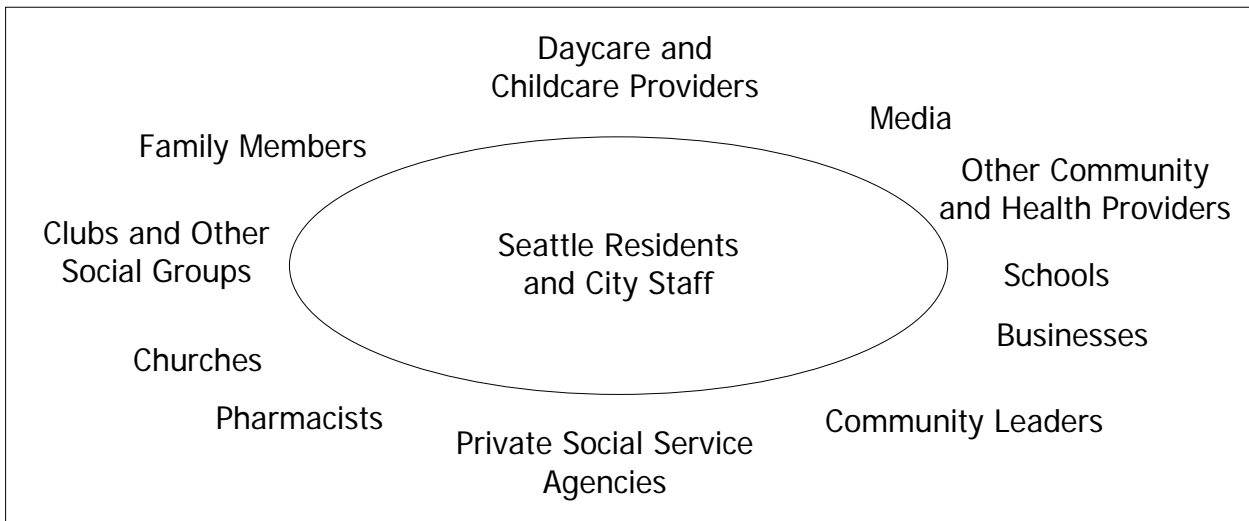 Daycare and
Childcare Providers
Media
Family Members
Other Community
and Health Providers
Clubs and Other
Social Groups
Seattle Residents
and City Staff
Schools
Businesses
Churches
Pharmacists
Community Leaders
Private Social Service
Agencies